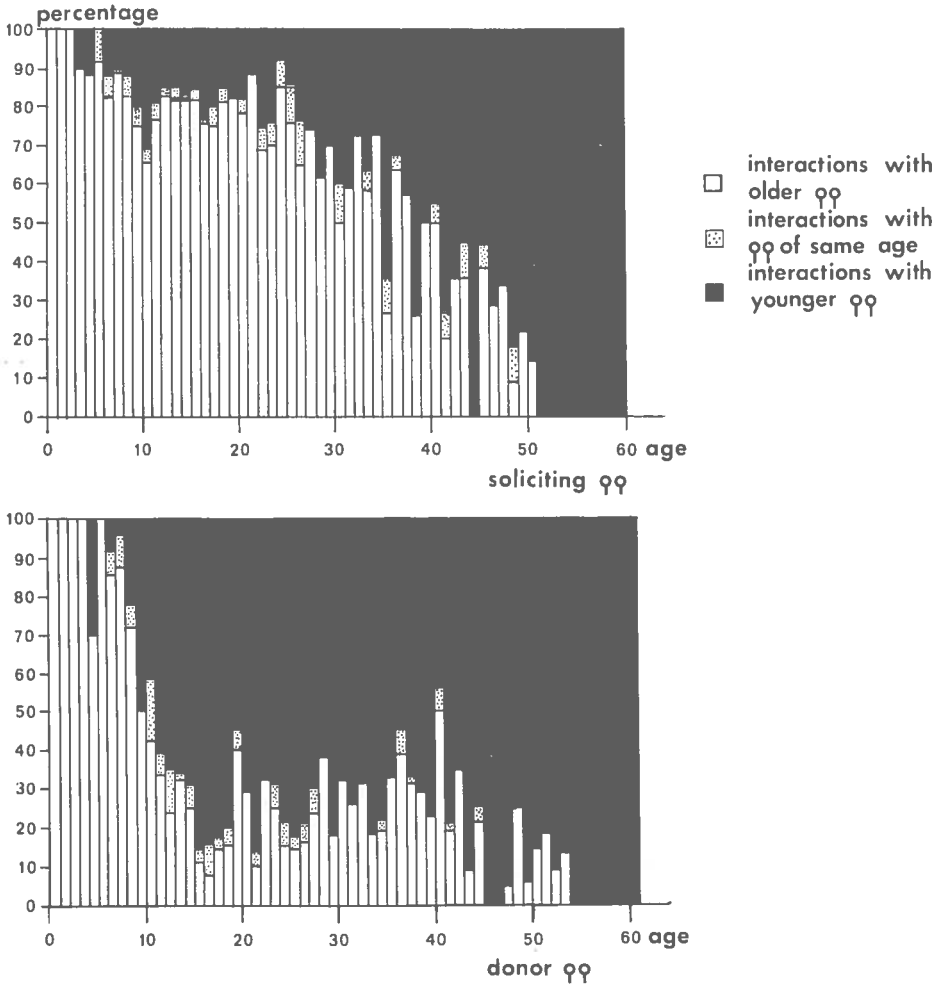 percentage
100
90
80
70
60
50
40
30
20
10
0
0 10 20 30 40 50 60 age
soliciting ♀♀
interactions with
older ♀♀
interactions with
♀♀ of same age
interactions with
younger ♀♀
100
90
80
70
60
50
40
30
20
10
0
0 10 20 30 40 50 60 age
donor ♀♀